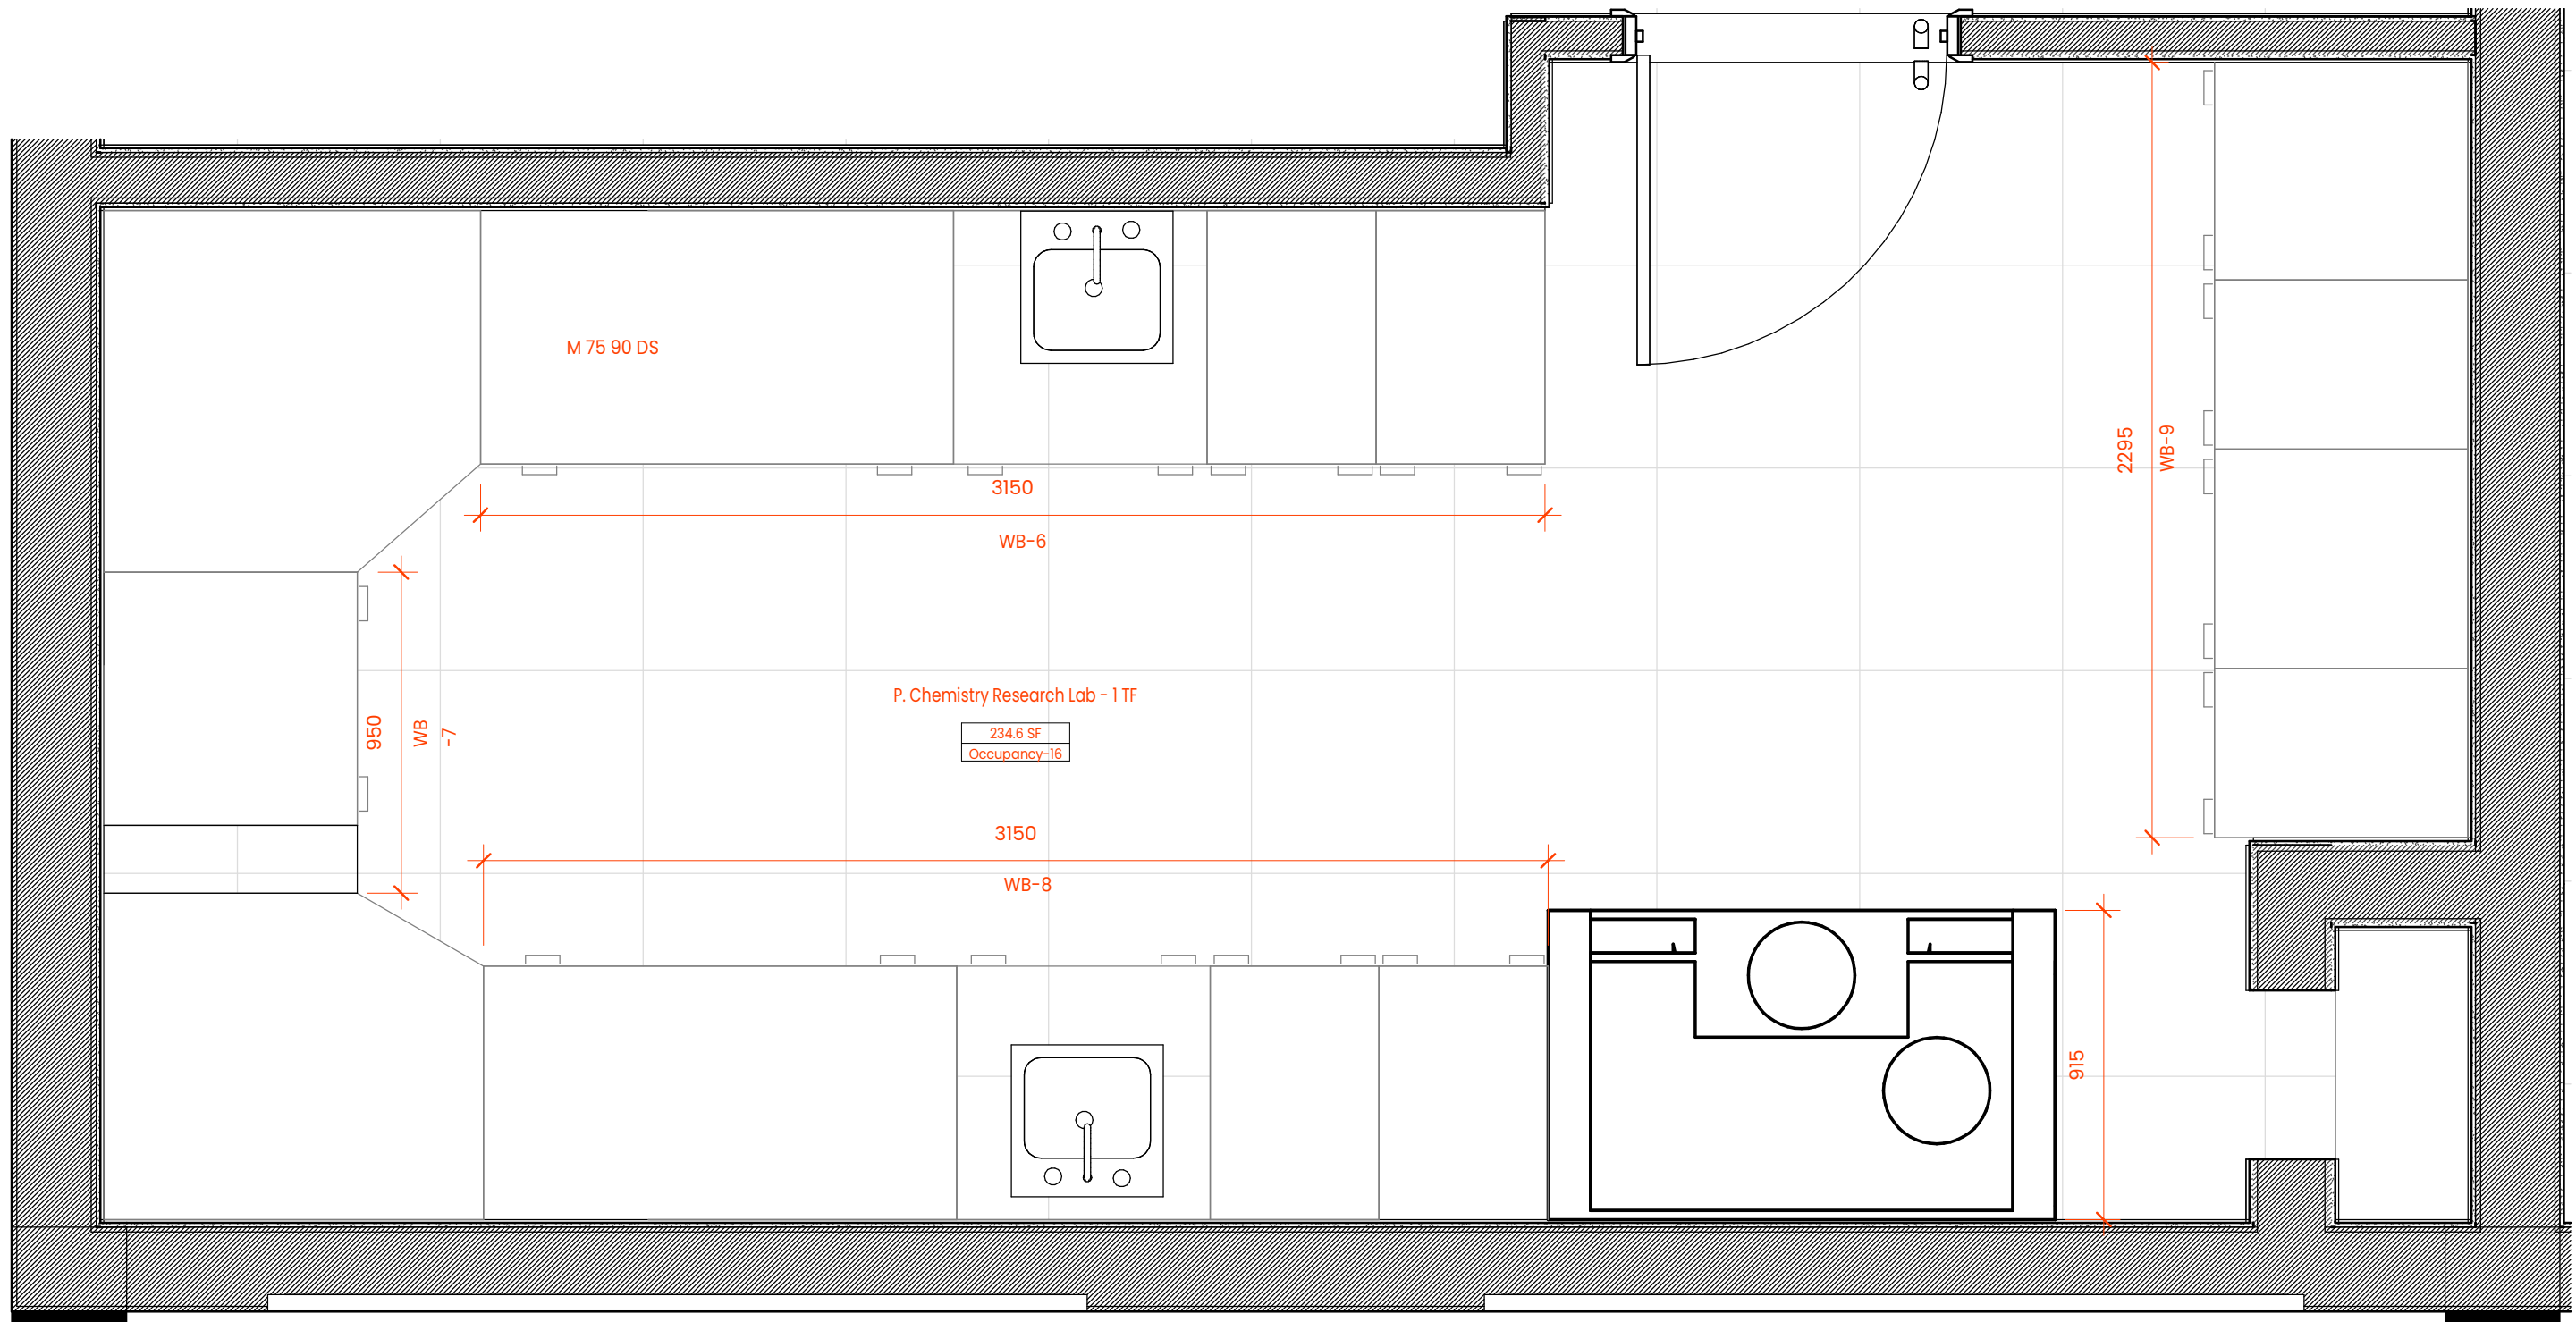 M 75 90 DS
3150
WB-6
2295
WB-9
P. Chemistry Research Lab - 1 TF
234.6 SF
Occupancy-16
950
WB
-7
3150
WB-8
915